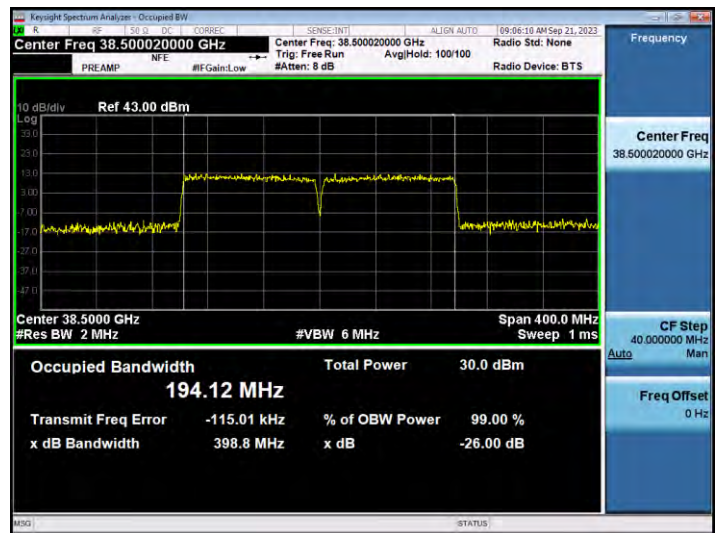 Keysight Spectrum Analyzer - Occupied BW
R RF 50 Ω DC CORREC SENSE:INT ALIGN AUTO 09:06:10 AM Sep 21, 2023
Center Freq 38.500020000 GHz
Center Freq: 38.500020000 GHz Radio Std: None
NFE Trig: Free Run Avg|Hold: 100/100
PREAMP #IFGain:Low #Atten: 8 dB Radio Device: BTS
Frequency
10 dB/div Ref 43.00 dBm
Log
33.0
23.0
13.0
3.00
-7.00
-17.0
-27.0
-37.0
-47.0
Center 38.5000 GHz Span 400.0 MHz
#Res BW 2 MHz #VBW 6 MHz Sweep 1 ms
Occupied Bandwidth Total Power 30.0 dBm
194.12 MHz
Transmit Freq Error -115.01 kHz % of OBW Power 99.00 %
x dB Bandwidth 398.8 MHz x dB -26.00 dB
Center Freq
38.500020000 GHz
CF Step
40.000000 MHz
Auto Man
Freq Offset
0 Hz
MSG STATUS